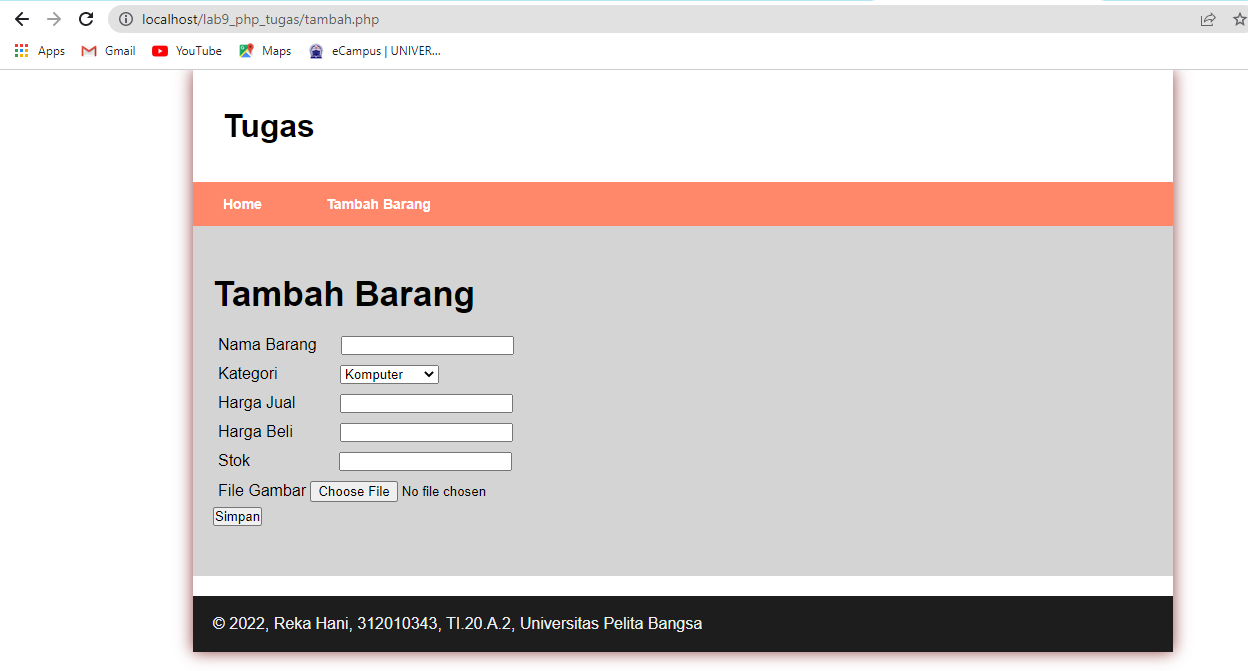 localhost/lab9_php_tugas/tambah.php
Apps Gmail YouTube Maps eCampus | UNIVER...
Tugas
Home Tambah Barang
Tambah Barang
Nama Barang
Kategori Komputer
Harga Jual
Harga Beli
Stok
File Gambar Choose File No file chosen
Simpan
© 2022, Reka Hani, 312010343, TI.20.A.2, Universitas Pelita Bangsa